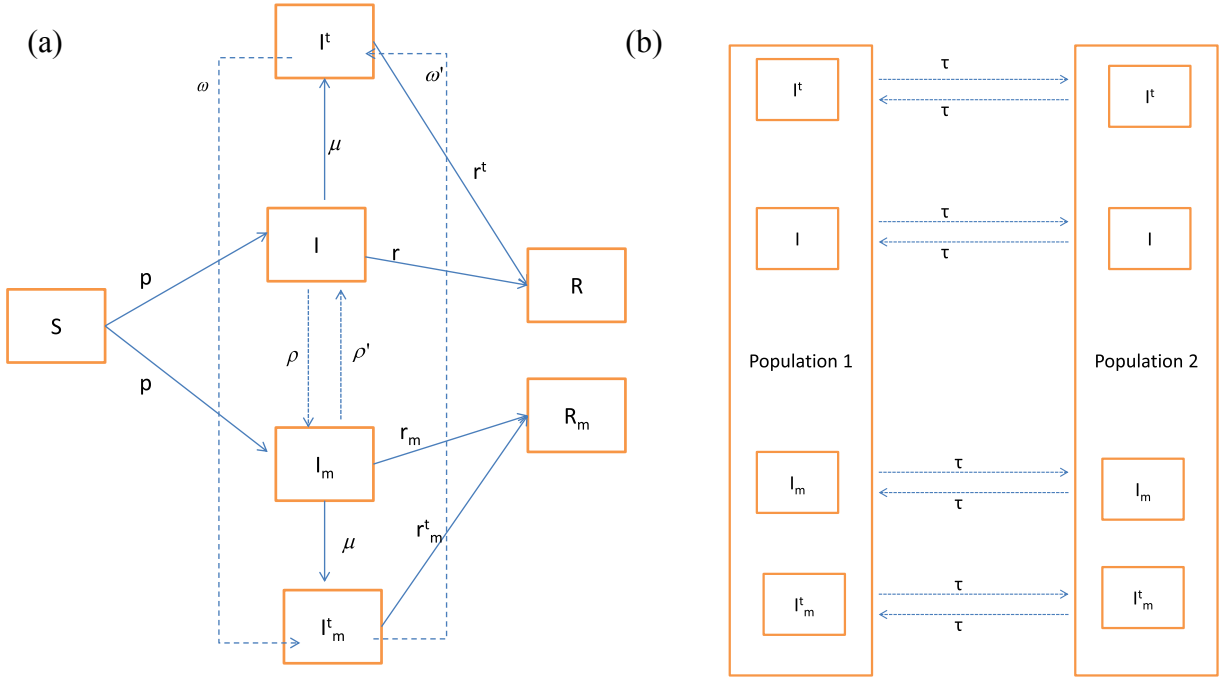 (a)
I^t
ω
ω'
μ
r^t
I
r
p
S
R
ρ
ρ'
p
R_m
r_m
I_m
μ
r^t_m
I^t_m
(b)
I^t
τ
τ
I^t
I
τ
τ
I
Population 1
Population 2
I_m
τ
τ
I_m
I^t_m
τ
τ
I^t_m